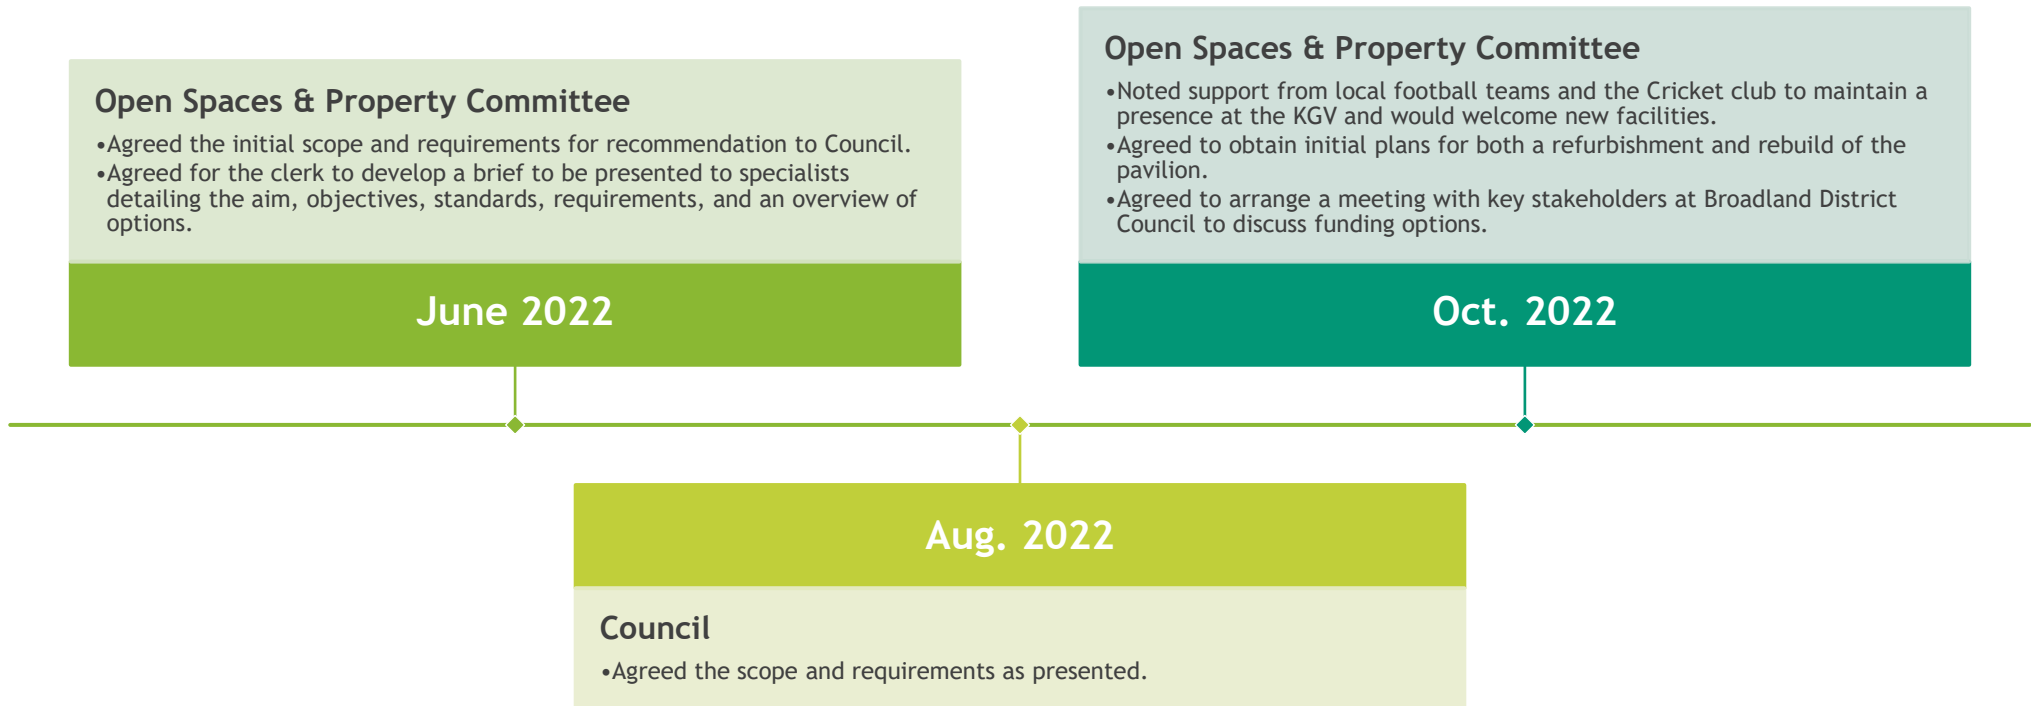 Open Spaces & Property Committee
•Agreed the initial scope and requirements for recommendation to Council.
•Agreed for the clerk to develop a brief to be presented to specialists
detailing the aim, objectives, standards, requirements, and an overview of
options.
June 2022
Aug. 2022
Council
•Agreed the scope and requirements as presented.
Open Spaces & Property Committee
•Noted support from local football teams and the Cricket club to maintain a
presence at the KGV and would welcome new facilities.
•Agreed to obtain initial plans for both a refurbishment and rebuild of the
pavilion.
•Agreed to arrange a meeting with key stakeholders at Broadland District
Council to discuss funding options.
Oct. 2022